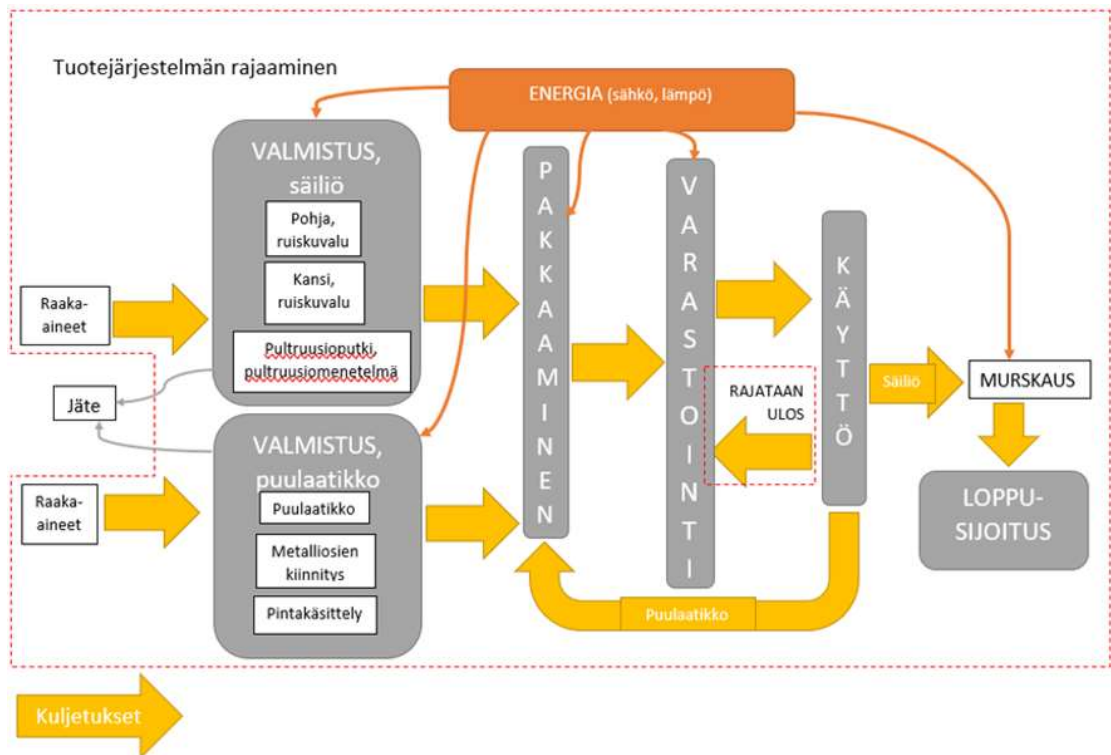 Tuotejärjestelmän rajaaminen
ENERGIA (sähkö, lämpö)
VALMISTUS,
säiliö
Pohja,
ruiskuvalu
Kansi,
ruiskuvalu
Pultruusioputki,
pultruusiomenetelmä
Raaka-
aineet
Jäte
VALMISTUS,
puulaatikko
Puulaatikko
Metalliosien
kiinnitys
Pintakäsittely
Raaka-
aineet
PAKKAAMINEN
VARASTOINTI
KÄYTTÖ
RAJATAAN
ULOS
Säiliö
MURSKAUS
LOPPU-
SIJOITUS
Puulaatikko
Kuljetukset